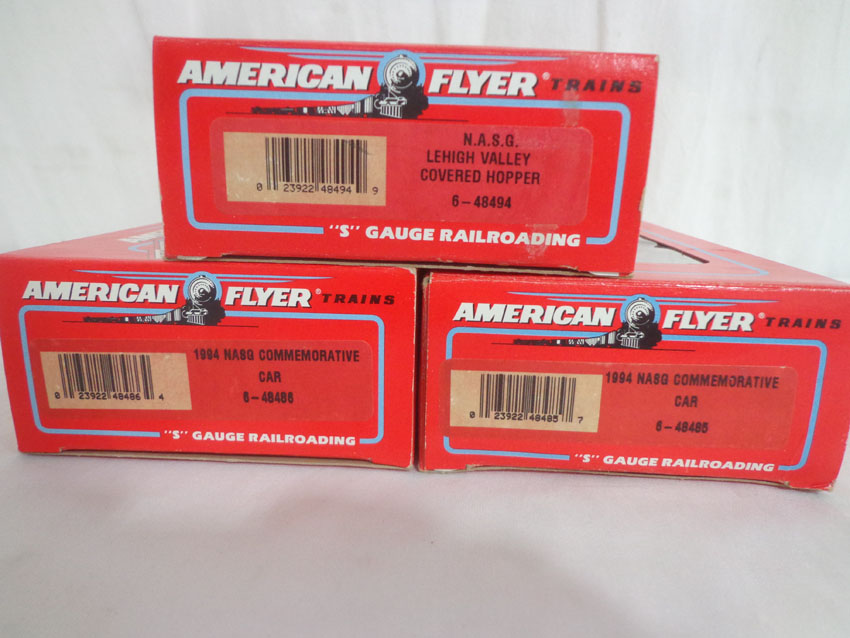 AMERICAN FLYER® TRAINS
N.A.S.G.
LEHIGH VALLEY
COVERED HOPPER
6-48494
0 23922 48494 9
"S" GAUGE RAILROADING
AMERICAN FLYER® TRAINS
1994 NASG COMMEMORATIVE
CAR
6-48486
0 23922 48486 4
"S" GAUGE RAILROADING
AMERICAN FLYER® TRAINS
1994 NASG COMMEMORATIVE
CAR
6-48485
0 23922 48485 7
"S" GAUGE RAILROADING